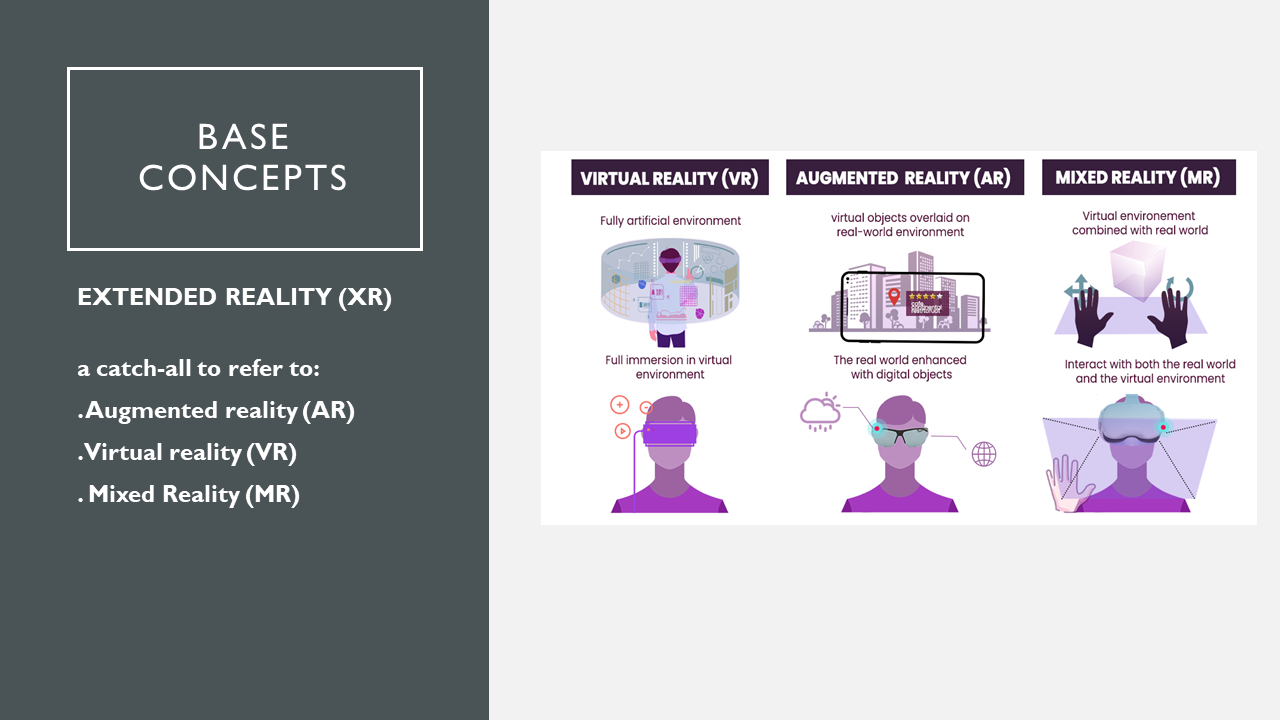 BASE
CONCEPTS
EXTENDED REALITY (XR)
a catch-all to refer to:
.Augmented reality (AR)
.Virtual reality (VR)
. Mixed Reality (MR)
VIRTUAL REALITY (VR)
Fully artificial environment
Full immersion in virtual
environment
AUGMENTED REALITY (AR)
virtual objects overlaid on
real-world environment
The real world enhanced
with digital objects
MIXED REALITY (MR)
Virtual environement
combined with real world
Interact with both the real world
and the virtual environment